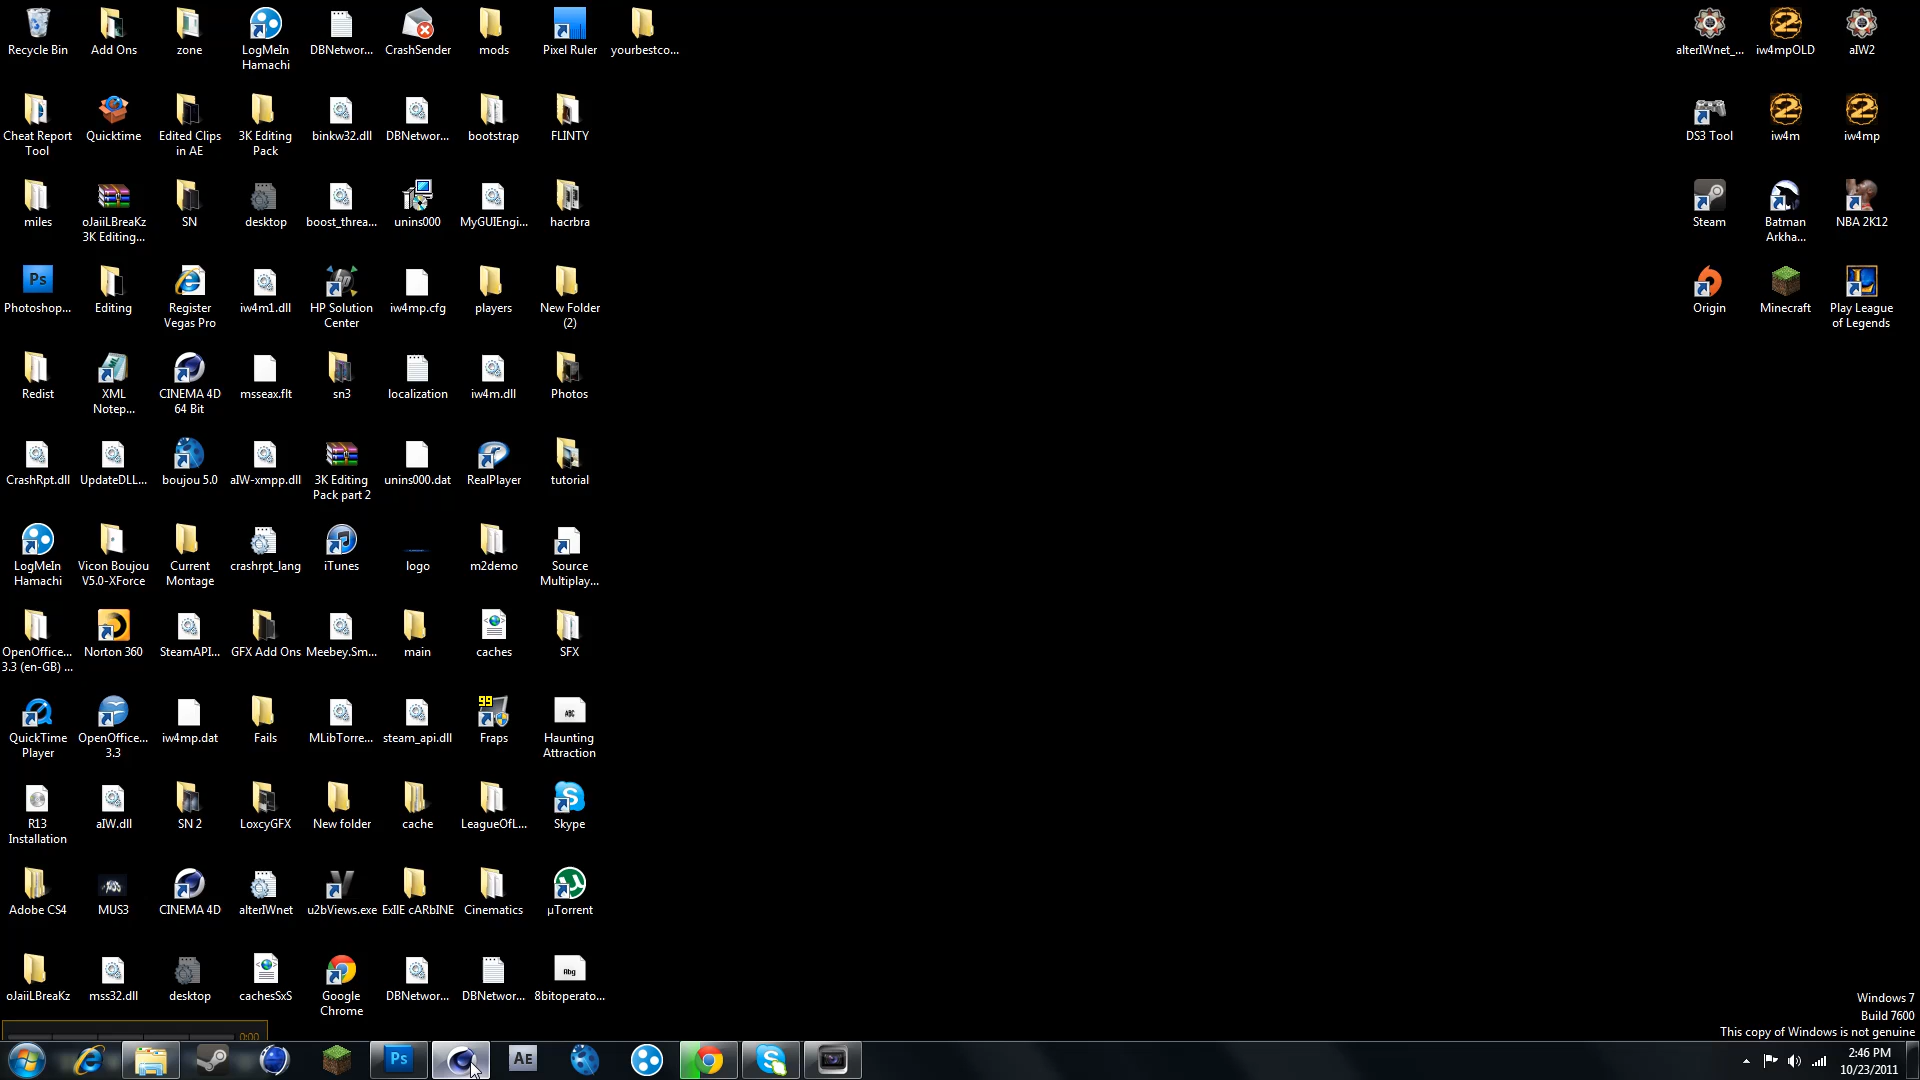 Recycle Bin
Add Ons
zone
LogMeIn
Hamachi
DBNetwor...
CrashSender
mods
Pixel Ruler
yourbestco...
alterIWnet_...
iw4mpOLD
aIW2
Cheat Report
Tool
Quicktime
Edited Clips
in AE
3K Editing
Pack
binkw32.dll
DBNetwor...
bootstrap
FLINTY
DS3 Tool
iw4m
iw4mp
miles
oJaiiLBreaKz
3K Editing...
SN
desktop
boost_threa...
unins000
MyGUIEngi...
hacrbra
Steam
Batman
Arkha...
NBA 2K12
Ps
Photoshop...
Editing
Register
Vegas Pro
iw4m1.dll
HP Solution
Center
iw4mp.cfg
players
New Folder
(2)
Origin
Minecraft
Play League
of Legends
Redist
XML
Notep...
CINEMA 4D
64 Bit
msseax.flt
sn3
localization
iw4m.dll
Photos
CrashRpt.dll
UpdateDLL...
boujou 5.0
aIW-xmpp.dll
3K Editing
Pack part 2
unins000.dat
RealPlayer
tutorial
LogMeIn
Hamachi
Vicon Boujou
V5.0-XForce
Current
Montage
crashrpt_lang
iTunes
logo
m2demo
Source
Multiplay...
OpenOffice...
3.3 (en-GB) ...
Norton 360
SteamAPI...
GFX Add Ons
Meebey.Sm...
main
caches
SFX
QuickTime
Player
OpenOffice...
3.3
iw4mp.dat
Fails
MLibTorre...
steam_api.dll
99
Fraps
ABC
Haunting
Attraction
R13
Installation
aIW.dll
SN 2
LoxcyGFX
New folder
cache
LeagueOfL...
Skype
Adobe CS4
MUS3
CINEMA 4D
alterIWnet
u2bViews.exe
ExIlE cARbINE
Cinematics
µTorrent
oJaiiLBreaKz
mss32.dll
desktop
cachesSxS
Google
Chrome
DBNetwor...
DBNetwor...
Abg
8bitoperato...
Windows 7
Build 7600
This copy of Windows is not genuine
0:00
Ps
AE
2:46 PM
10/23/2011